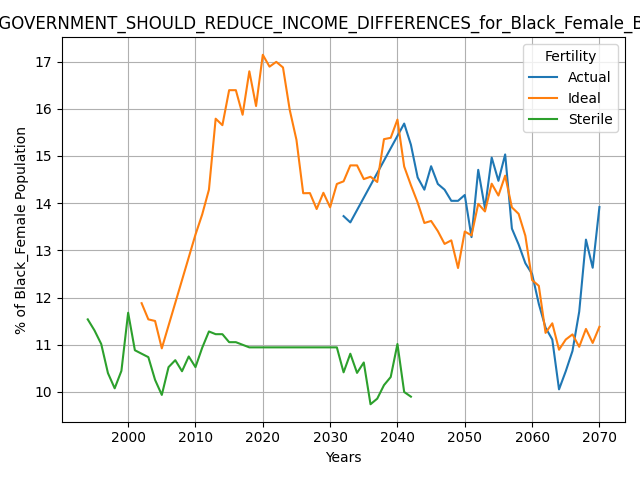 GOVERNMENT_SHOULD_REDUCE_INCOME_DIFFERENCES_for_Black_Female_E
Fertility
Actual
Ideal
Sterile
% of Black_Female Population
17
16
15
14
13
12
11
10
2000 2010 2020 2030 2040 2050 2060 2070
Years